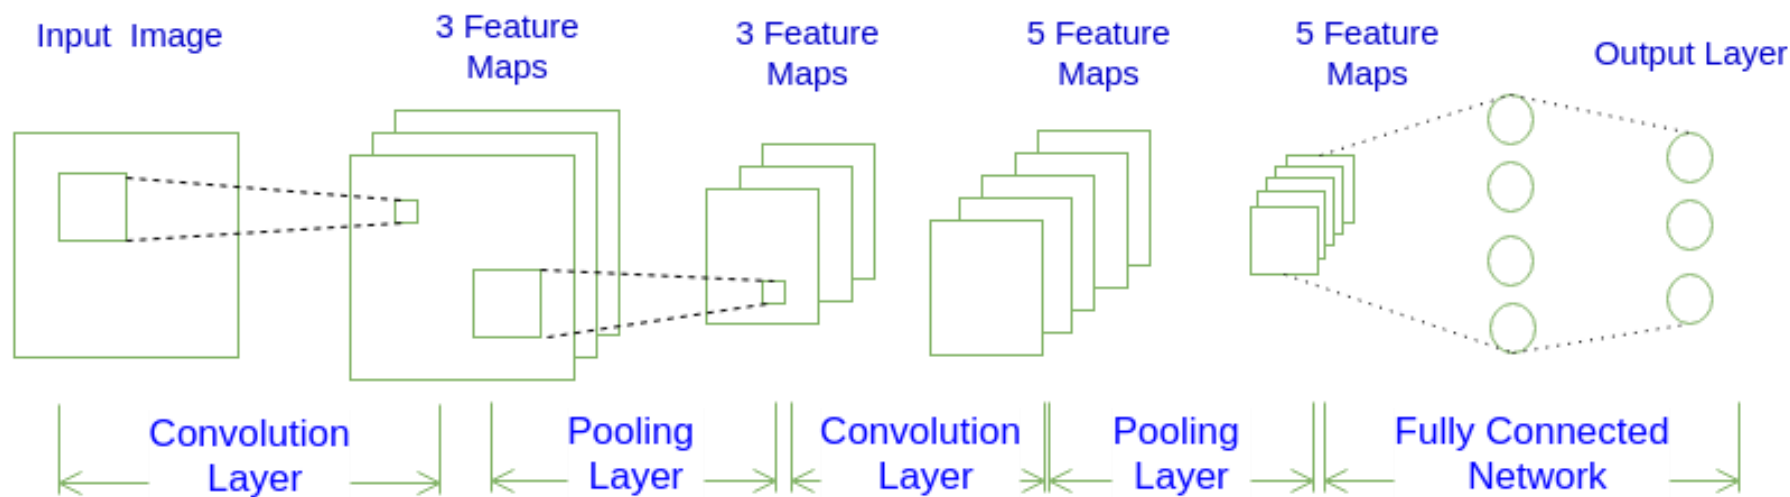 Input Image
3 Feature
Maps
3 Feature
Maps
5 Feature
Maps
5 Feature
Maps
Output Layer
Convolution
Layer
Pooling
Layer
Convolution
Layer
Pooling
Layer
Fully Connected
Network